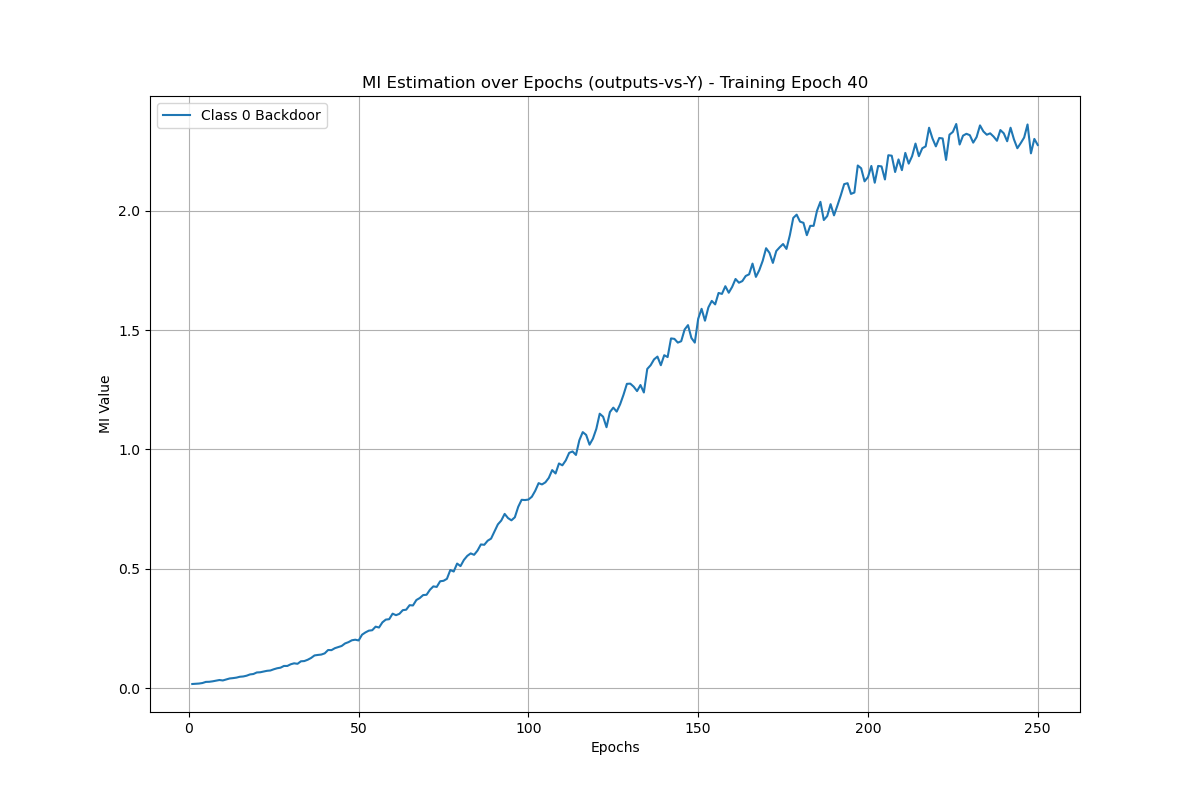 MI Estimation over Epochs (outputs-vs-Y) - Training Epoch 40
Class 0 Backdoor
MI Value
2.0
1.5
1.0
0.5
0.0
0 50 100 150 200 250
Epochs